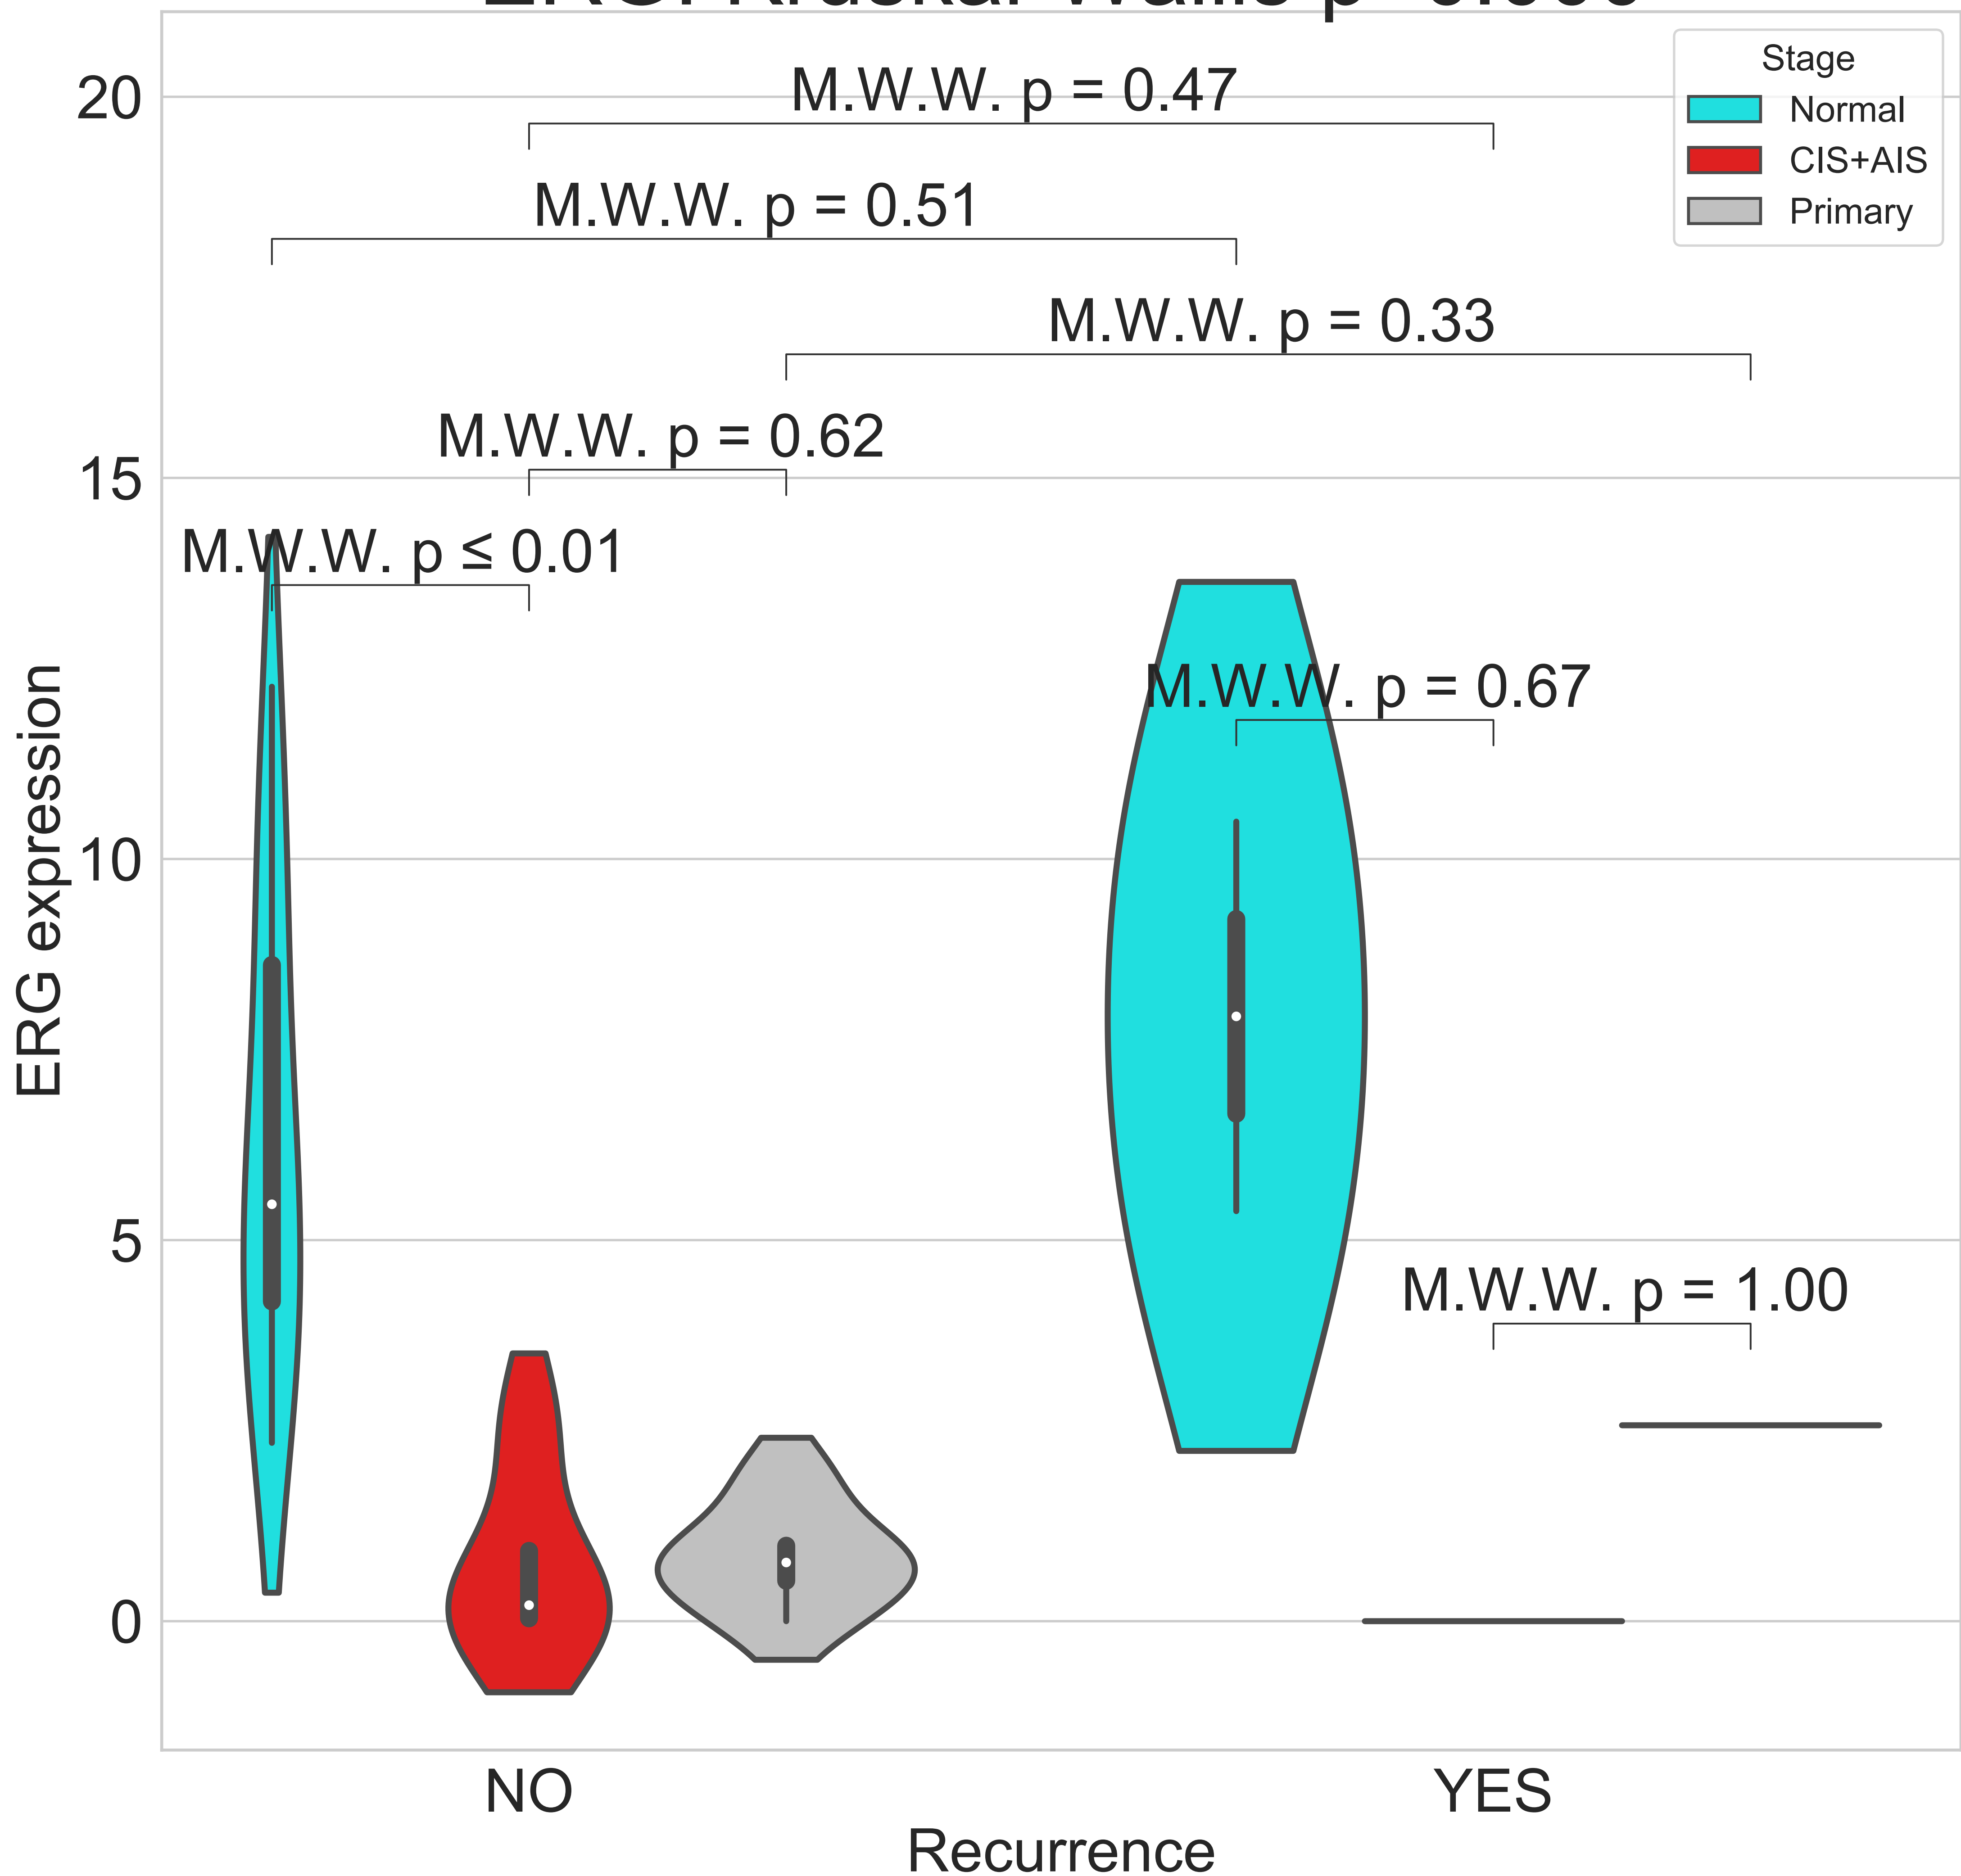 Stage
Normal
CIS+AIS
Primary
M.W.W. p = 0.47
M.W.W. p = 0.51
M.W.W. p = 0.33
M.W.W. p = 0.62
M.W.W. p ≤ 0.01
M.W.W. p = 0.67
M.W.W. p = 1.00
20
15
10
5
0
ERG expression
NO
YES
Recurrence